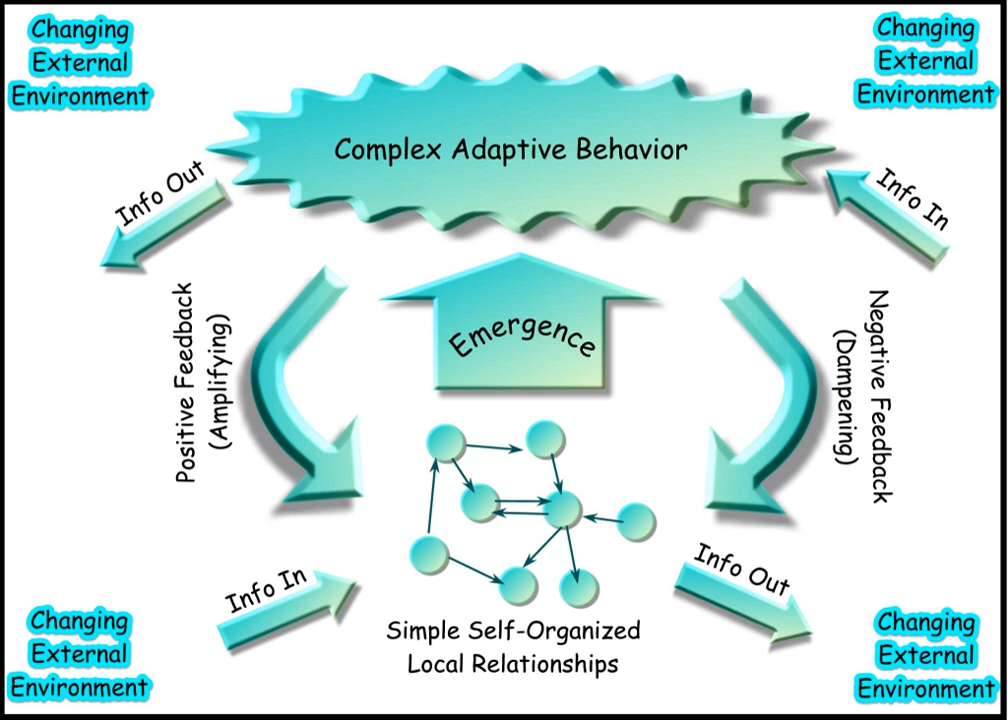 Changing
External
Environment
Changing
External
Environment
Complex Adaptive Behavior
Info Out
Info In
Emergence
Positive Feedback
(Amplifying)
Negative Feedback
(Dampening)
Info In
Info Out
Simple Self-Organized
Local Relationships
Changing
External
Environment
Changing
External
Environment